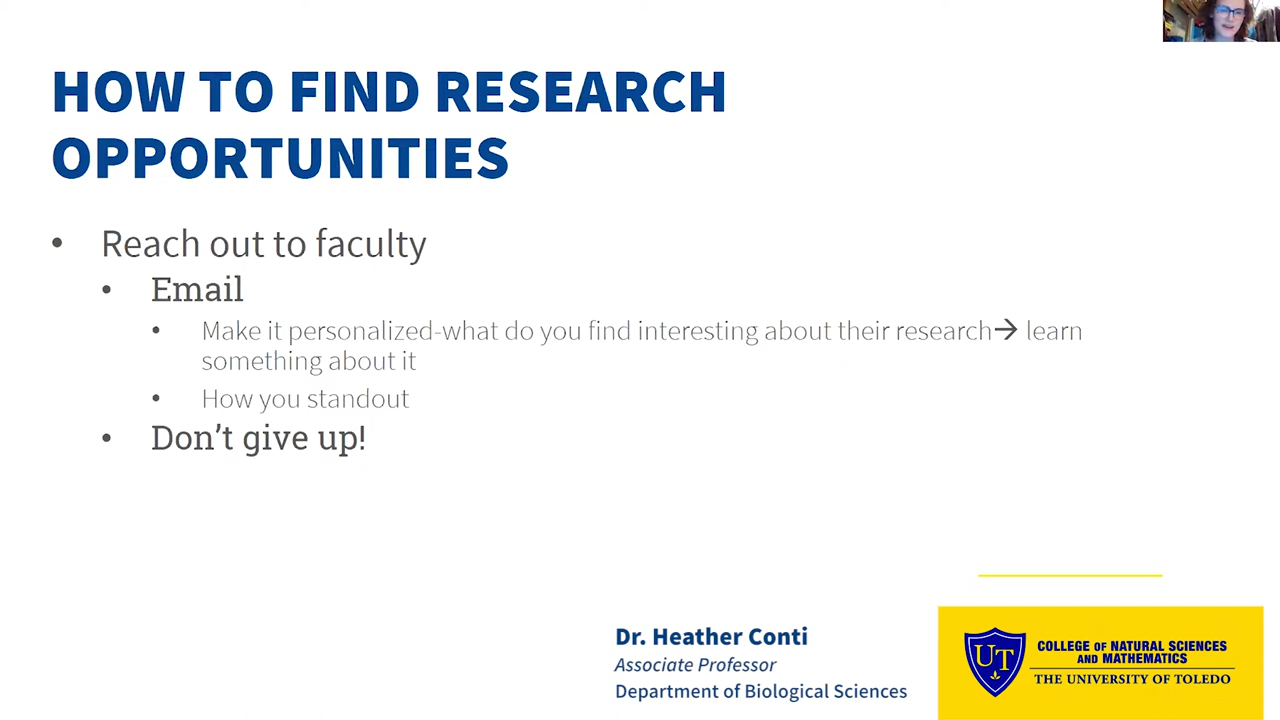 HOW TO FIND RESEARCH
OPPORTUNITIES
• Reach out to faculty
• Email
• Make it personalized-what do you find interesting about their research→ learn
something about it
• How you standout
• Don’t give up!
Dr. Heather Conti
Associate Professor
Department of Biological Sciences
UT
COLLEGE OF NATURAL SCIENCES
AND MATHEMATICS
THE UNIVERSITY OF TOLEDO